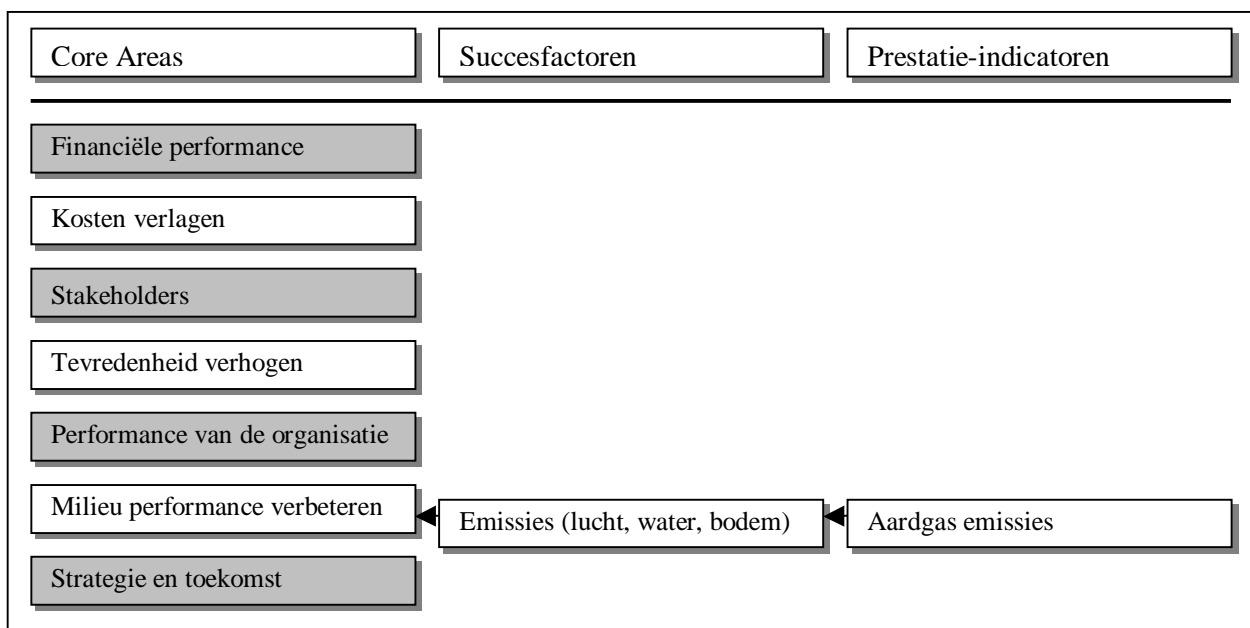 Core Areas
Succesfactoren
Prestatie-indicatoren
Financiële performance
Kosten verlagen
Stakeholders
Tevredenheid verhogen
Performance van de organisatie
Milieu performance verbeteren
Emissies (lucht, water, bodem)
Aardgas emissies
Strategie en toekomst